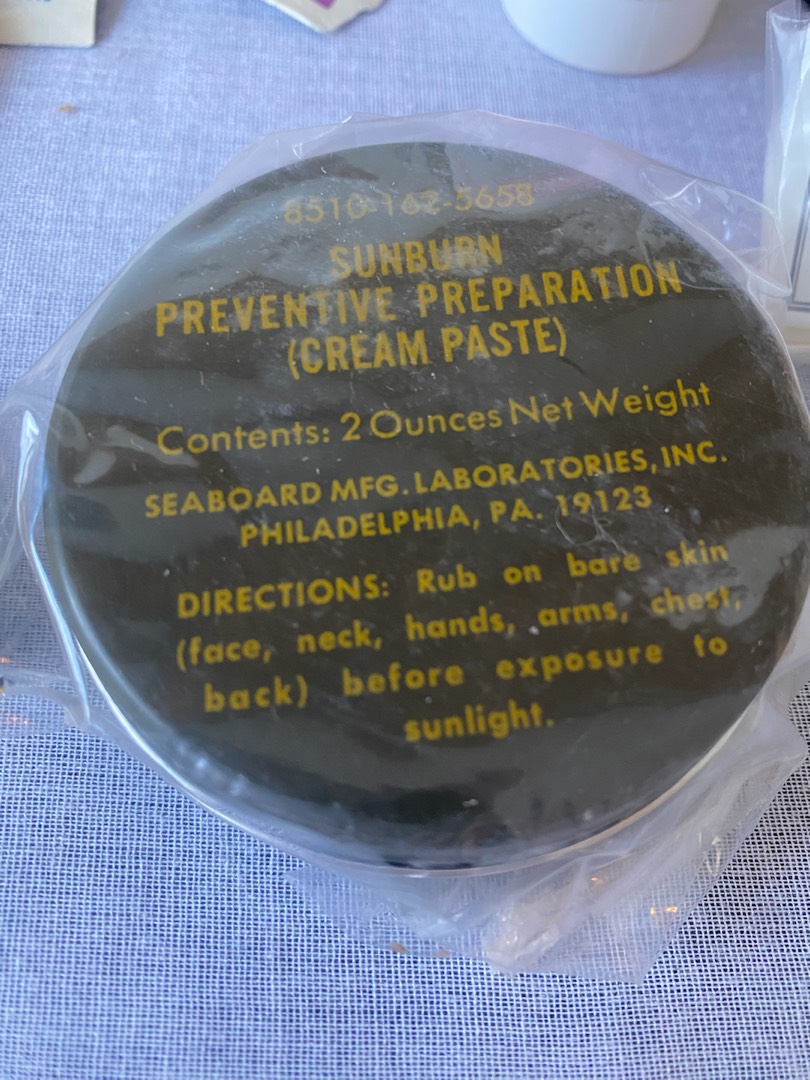 8510-162-5658
SUNBURN
PREVENTIVE PREPARATION
(CREAM PASTE)
Contents: 2 Ounces Net Weight
SEABOARD MFG. LABORATORIES, INC.
PHILADELPHIA, PA. 19123
DIRECTIONS: Rub on bare skin
(face, neck, hands, arms, chest,
back) before exposure to
sunlight.